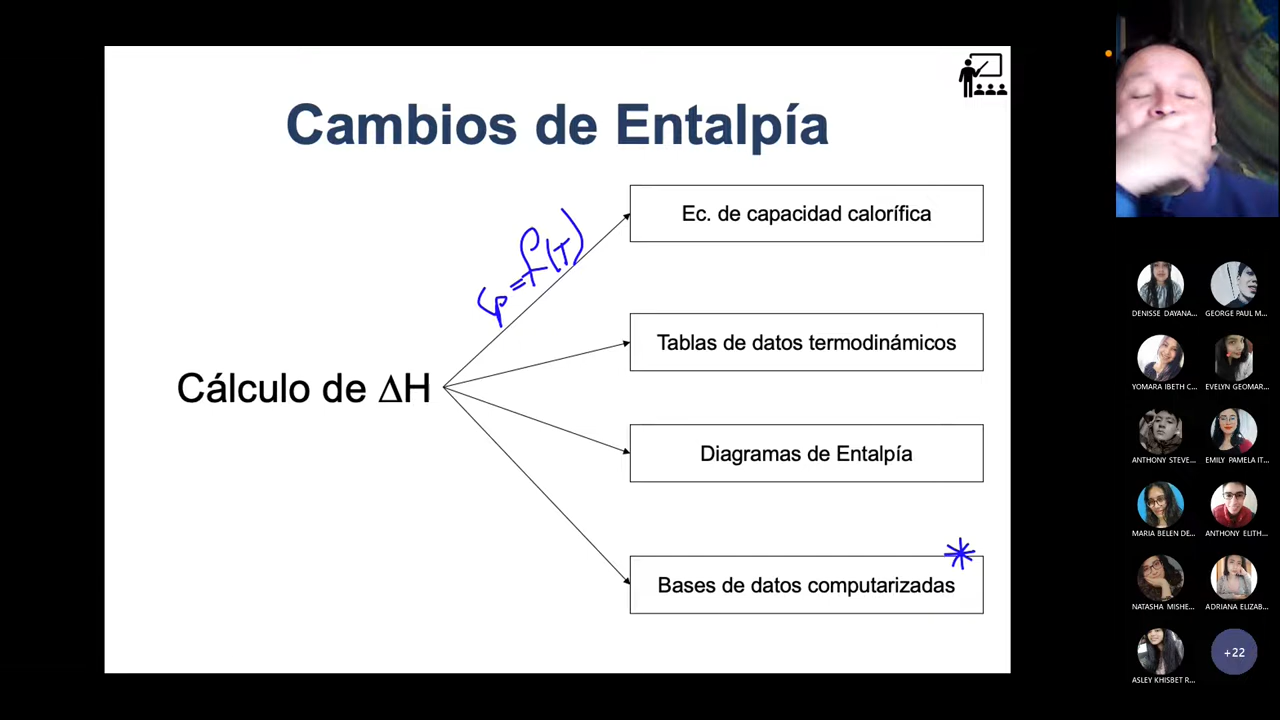 Cambios de Entalpía
Ec. de capacidad calorífica
Cp = f(T)
Tablas de datos termodinámicos
Cálculo de ΔH
Diagramas de Entalpía
Bases de datos computarizadas
*
DENISSE DAYANA...
GEORGE PAUL M...
YOMARA IBETH C...
EVELYN GEOMAR...
ANTHONY STEVE...
EMILY PAMELA IT...
MARIA BELEN DE...
ANTHONY ELITH...
NATASHA MISHE...
ADRIANA ELIZAB...
ASLEY KHISBET R...
+22